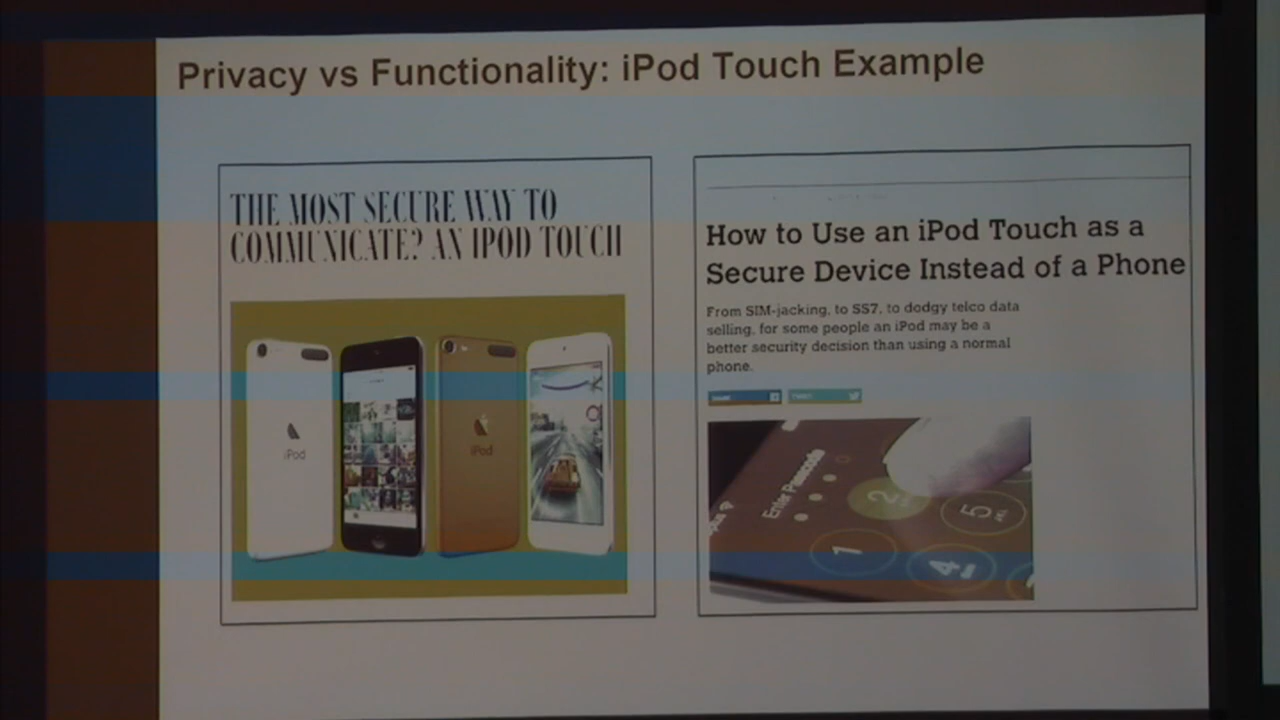 Privacy vs Functionality: iPod Touch Example
THE MOST SECURE WAY TO
COMMUNICATE? AN IPOD TOUCH
iPod
iPod
How to Use an iPod Touch as a
Secure Device Instead of a Phone
From SIM-jacking, to SS7, to dodgy telco data
selling, for some people an iPod may be a
better security decision than using a normal
phone.
SHARE
TWEET
Enter Passcode
1
2
4
5